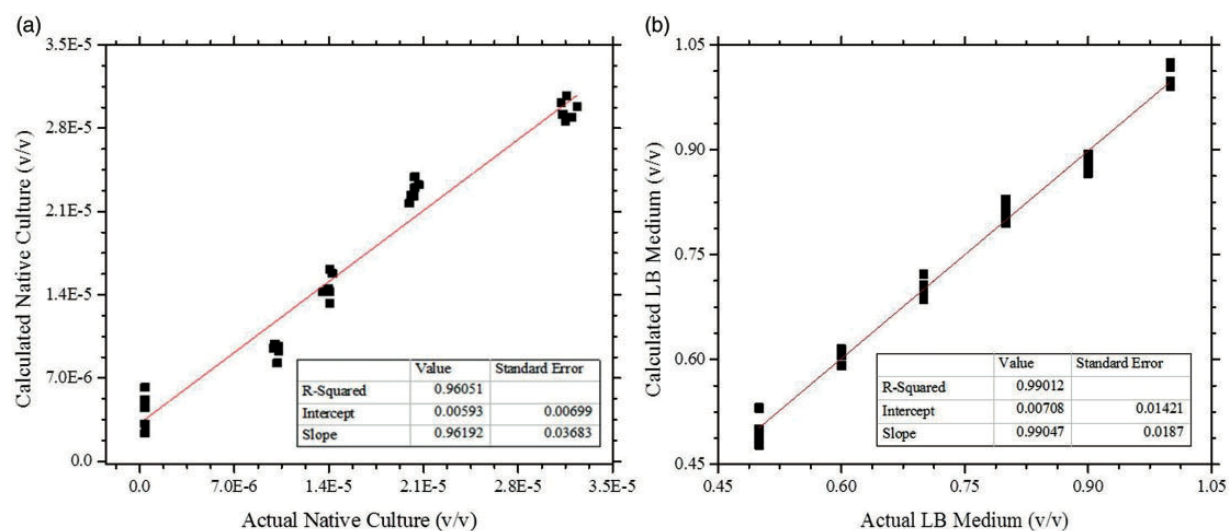 (a)
Calculated Native Culture (v/v)
3.5E-5
2.8E-5
2.1E-5
1.4E-5
7.0E-6
0.0
Value Standard Error
R-Squared 0.96051
Intercept 0.00593 0.00699
Slope 0.96192 0.03683
0.0 7.0E-6 1.4E-5 2.1E-5 2.8E-5 3.5E-5
Actual Native Culture (v/v)
(b)
Calculated LB Medium (v/v)
1.05
0.90
0.75
0.60
0.45
Value Standard Error
R-Squared 0.99012
Intercept 0.00708 0.01421
Slope 0.99047 0.0187
0.45 0.60 0.75 0.90 1.05
Actual LB Medium (v/v)